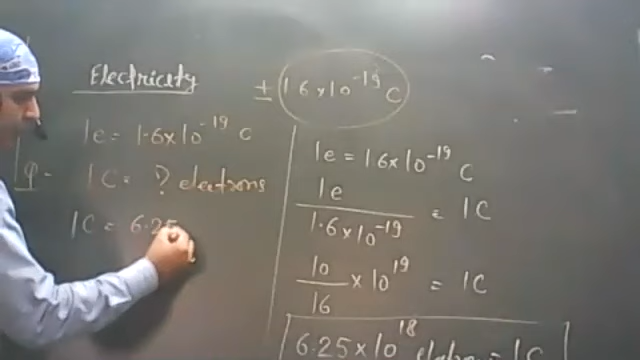 Electricity
± 1.6×10⁻¹⁹ C
1e = 1.6×10⁻¹⁹ C
1C = ? electrons
1C = 6.25
1e = 1.6×10⁻¹⁹ C
1e / 1.6×10⁻¹⁹ = 1C
10/16 × 10¹⁹ = 1C
6.25×10¹⁸ = 1C